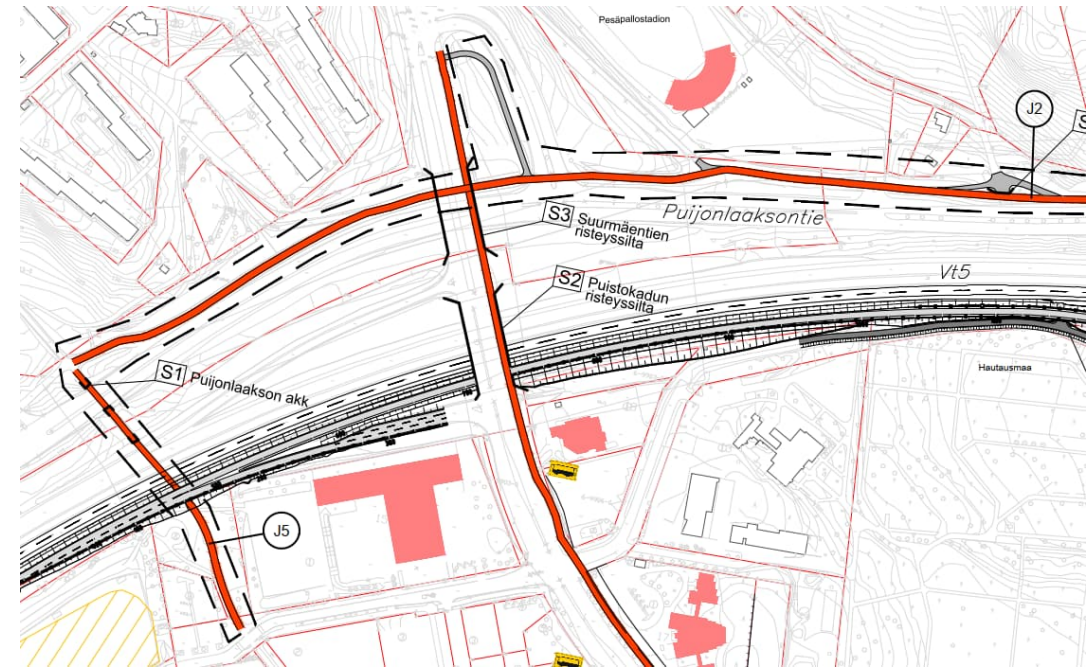 Pesäpallostadion
J2
S3 Suurmäentien
risteyssilta
Puijonlaaksontie
Vt5
S2 Puistokadun
risteyssilta
S1 Puijonlaakson akk
Hautausmaa
J5